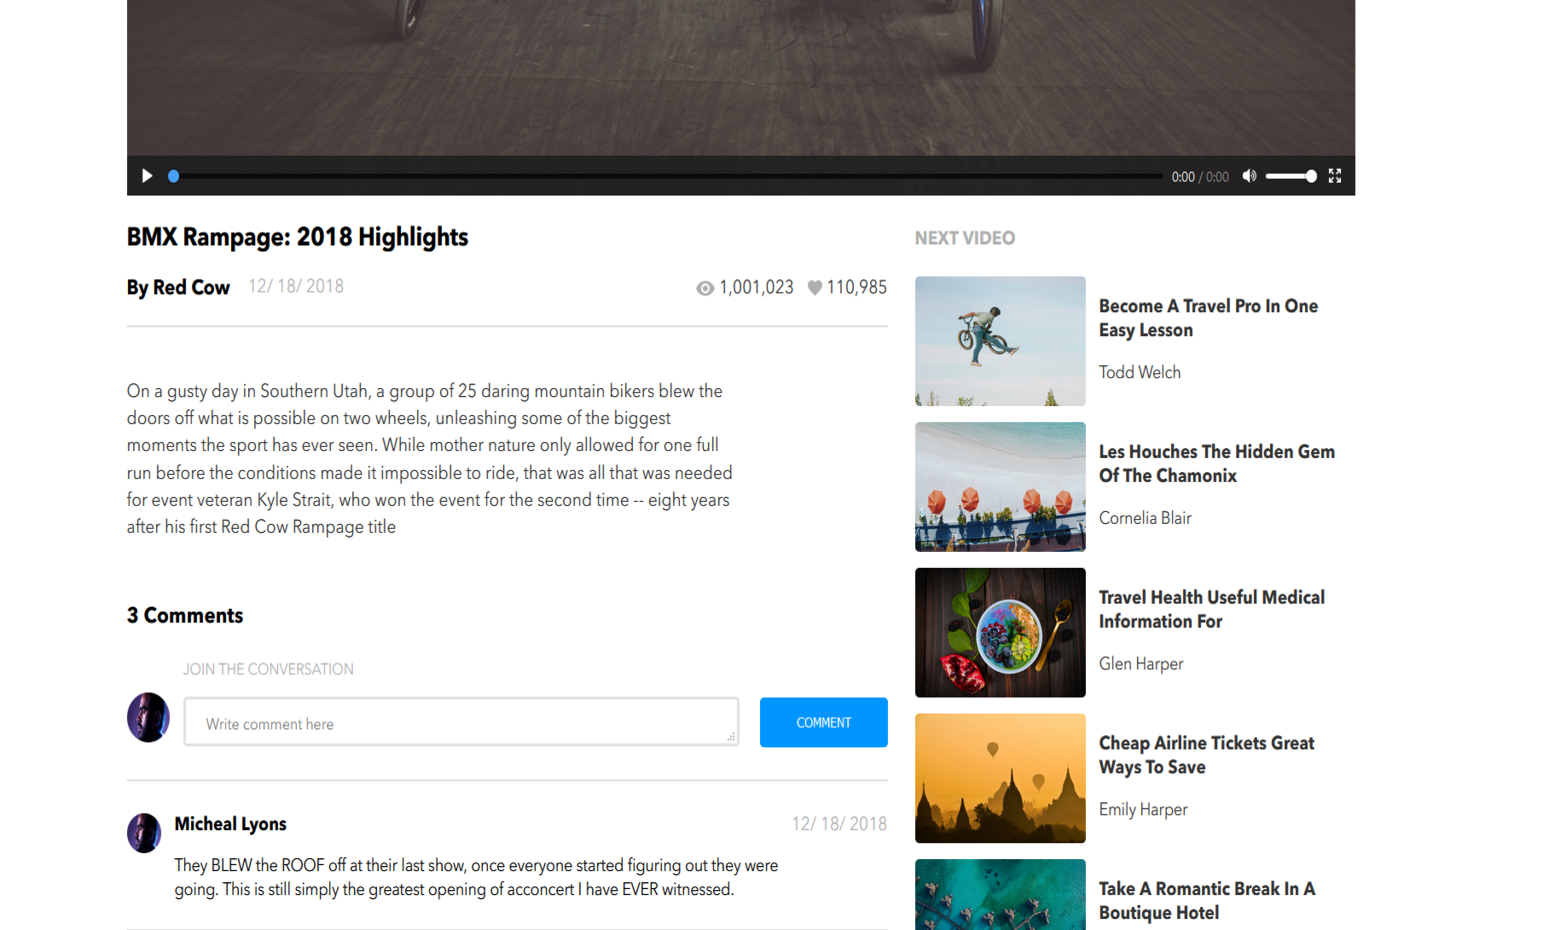 0:00 / 0:00
BMX Rampage: 2018 Highlights
By Red Cow 12/ 18/ 2018 1,001,023 110,985
On a gusty day in Southern Utah, a group of 25 daring mountain bikers blew the
doors off what is possible on two wheels, unleashing some of the biggest
moments the sport has ever seen. While mother nature only allowed for one full
run before the conditions made it impossible to ride, that was all that was needed
for event veteran Kyle Strait, who won the event for the second time -- eight years
after his first Red Cow Rampage title
3 Comments
JOIN THE CONVERSATION
Write comment here
COMMENT
Micheal Lyons 12/ 18/ 2018
They BLEW the ROOF off at their last show, once everyone started figuring out they were
going. This is still simply the greatest opening of acconcert I have EVER witnessed.
NEXT VIDEO
Become A Travel Pro In One
Easy Lesson
Todd Welch
Les Houches The Hidden Gem
Of The Chamonix
Cornelia Blair
Travel Health Useful Medical
Information For
Glen Harper
Cheap Airline Tickets Great
Ways To Save
Emily Harper
Take A Romantic Break In A
Boutique Hotel